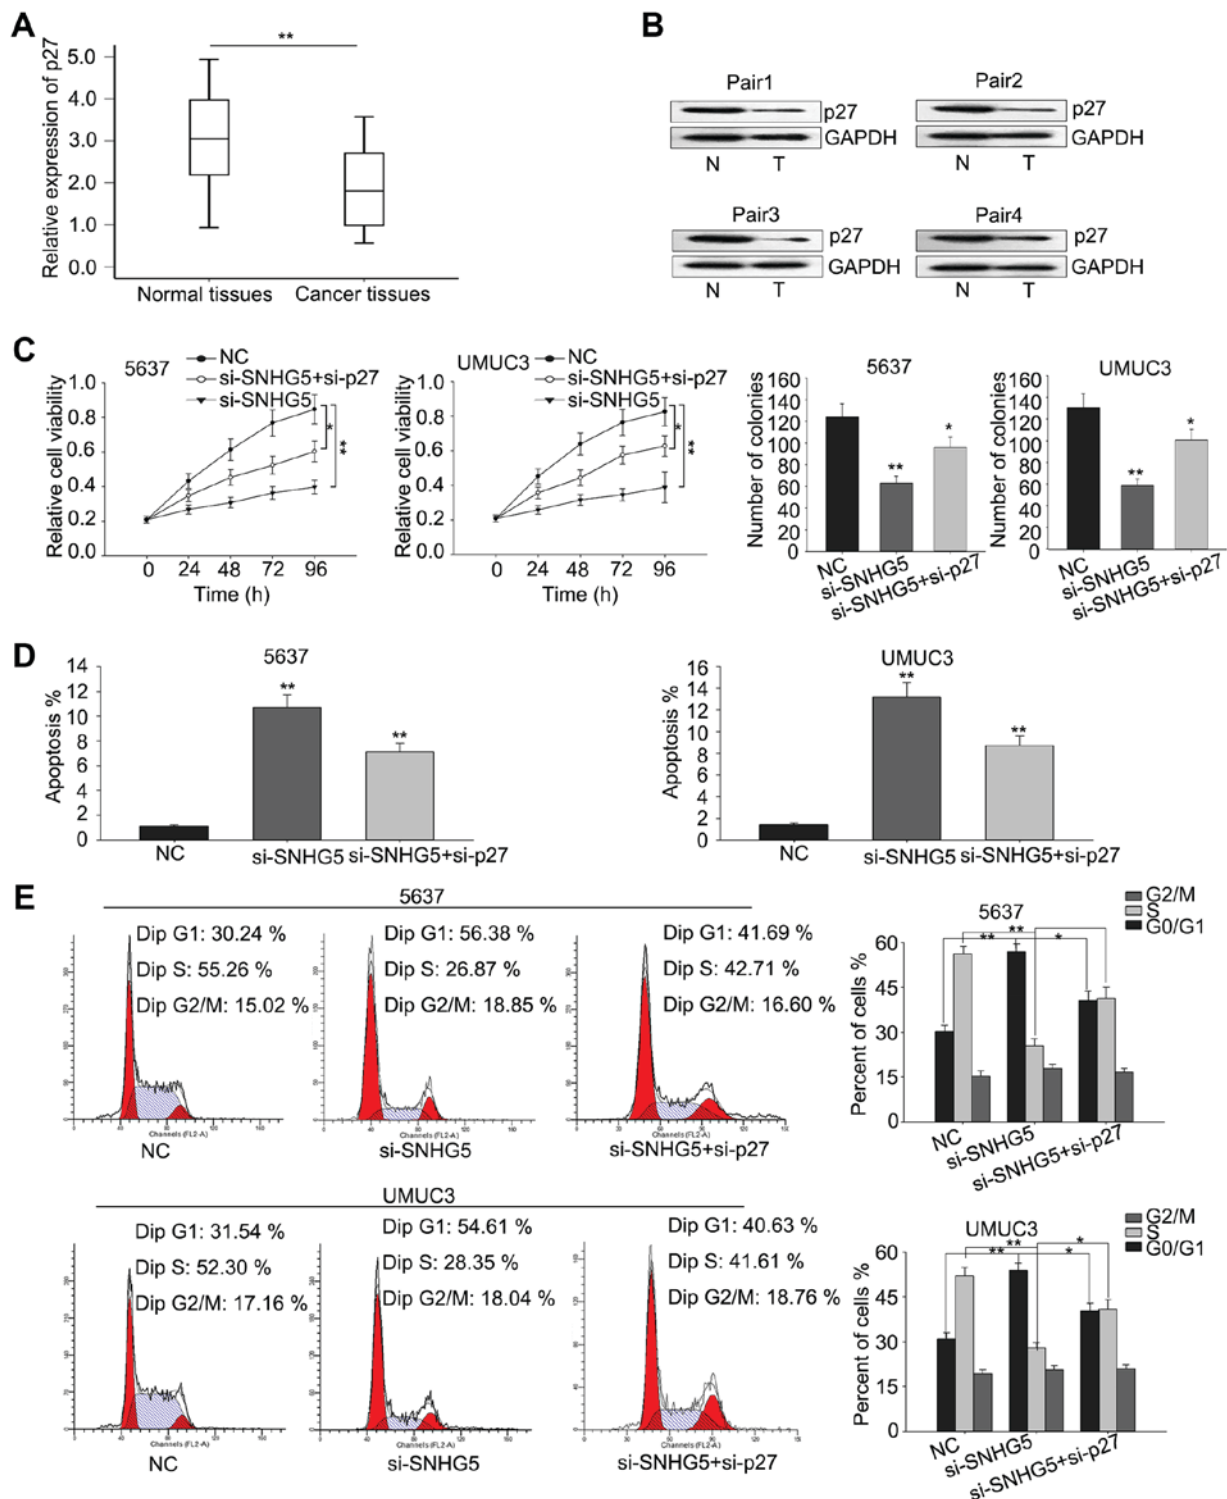 A
Relative expression of p27
**
5.0
4.0
3.0
2.0
1.0
0.0
Normal tissues
Cancer tissues
B
Pair1
p27
GAPDH
N T
Pair2
p27
GAPDH
N T
Pair3
p27
GAPDH
N T
Pair4
p27
GAPDH
N T
C
5637
NC
si-SNHG5+si-p27
si-SNHG5
Relative cell viability
1.0
0.8
0.6
0.4
0.2
0.0
*
**
0 24 48 72 96
Time (h)
UMUC3
NC
si-SNHG5+si-p27
si-SNHG5
Relative cell viability
1.0
0.8
0.6
0.4
0.2
0.0
*
**
0 24 48 72 96
Time (h)
5637
Number of colonies
160
140
120
100
80
60
40
20
0
**
*
NC
si-SNHG5
si-SNHG5+si-p27
UMUC3
Number of colonies
160
140
120
100
80
60
40
20
0
**
*
NC
si-SNHG5
si-SNHG5+si-p27
D
5637
Apoptosis %
14
12
10
8
6
4
2
0
**
**
NC
si-SNHG5
si-SNHG5+si-p27
UMUC3
Apoptosis %
16
14
12
10
8
6
4
2
0
**
**
NC
si-SNHG5
si-SNHG5+si-p27
E
5637
Dip G1: 30.24 %
Dip S: 55.26 %
Dip G2/M: 15.02 %
Channels (FL2-A)
NC
Dip G1: 56.38 %
Dip S: 26.87 %
Dip G2/M: 18.85 %
Channels (FL2-A)
si-SNHG5
Dip G1: 41.69 %
Dip S: 42.71 %
Dip G2/M: 16.60 %
Channels (FL2-A)
si-SNHG5+si-p27
5637
G2/M
S
G0/G1
Percent of cells %
60
45
30
15
0
**
**
*
NC
si-SNHG5
si-SNHG5+si-p27
UMUC3
Dip G1: 31.54 %
Dip S: 52.30 %
Dip G2/M: 17.16 %
Channels (FL2-A)
NC
Dip G1: 54.61 %
Dip S: 28.35 %
Dip G2/M: 18.04 %
Channels (FL2-A)
si-SNHG5
Dip G1: 40.63 %
Dip S: 41.61 %
Dip G2/M: 18.76 %
Channels (FL2-A)
si-SNHG5+si-p27
UMUC3
G2/M
S
G0/G1
Percent of cells %
60
45
30
15
0
**
*
**
*
NC
si-SNHG5
si-SNHG5+si-p27